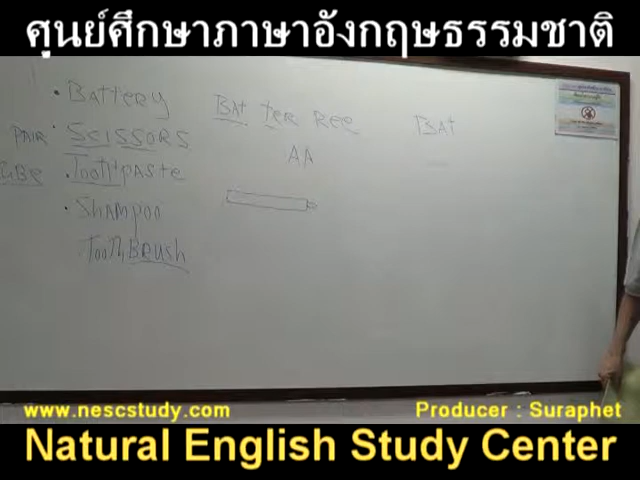 ศูนย์ศึกษาภาษาอังกฤษธรรมชาติ
• BATTERY BAT TER REE BAT
PAIR • SCISSORS AA
TUBE • TOOTHPASTE
• SHAMPOO
TOOTHBRUSH
www.nescstudy.com Producer : Suraphet
Natural English Study Center